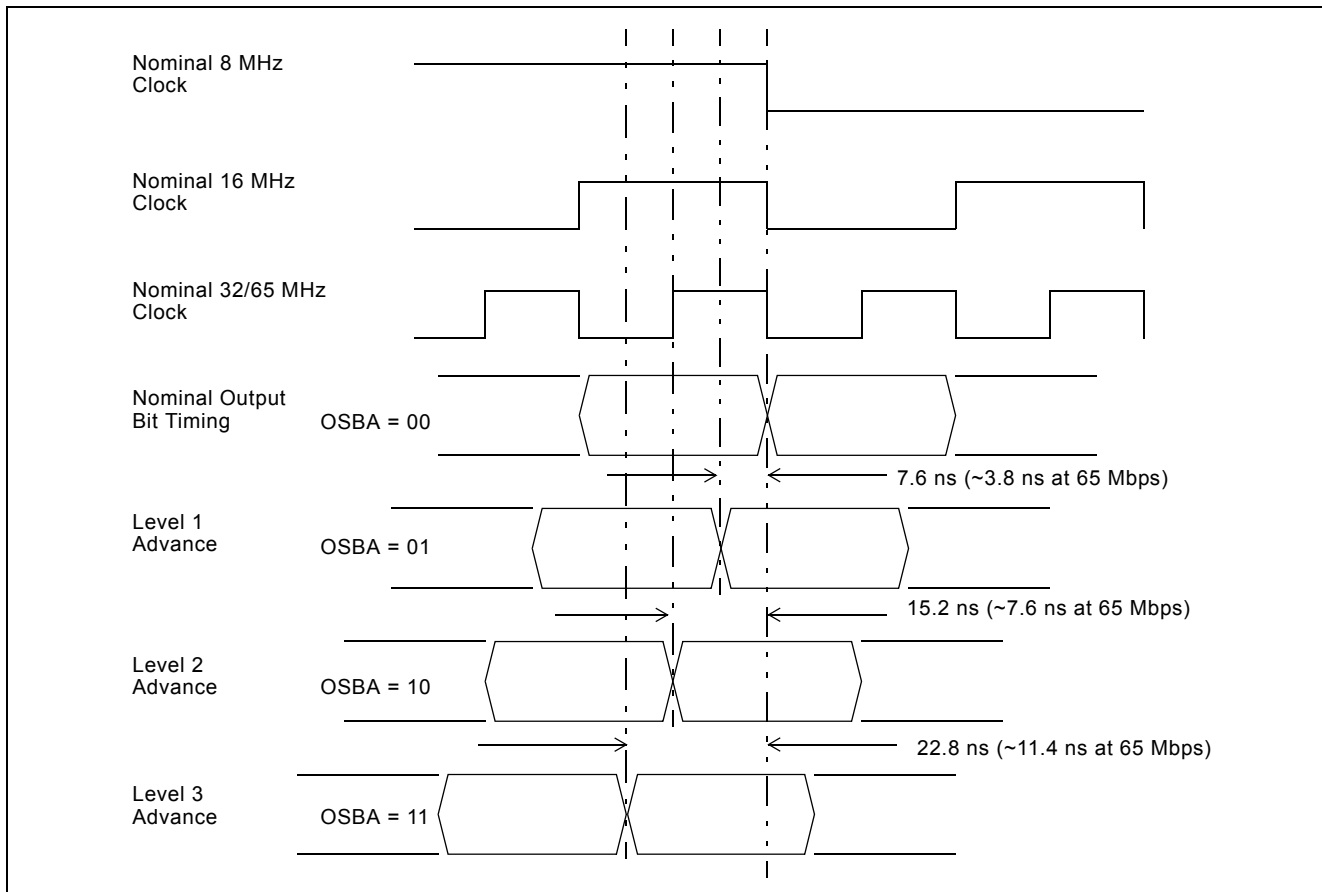 Nominal 8 MHz
Clock
Nominal 16 MHz
Clock
Nominal 32/65 MHz
Clock
Nominal Output
Bit Timing
OSBA = 00
7.6 ns (~3.8 ns at 65 Mbps)
Level 1
Advance
OSBA = 01
15.2 ns (~7.6 ns at 65 Mbps)
Level 2
Advance
OSBA = 10
22.8 ns (~11.4 ns at 65 Mbps)
Level 3
Advance
OSBA = 11